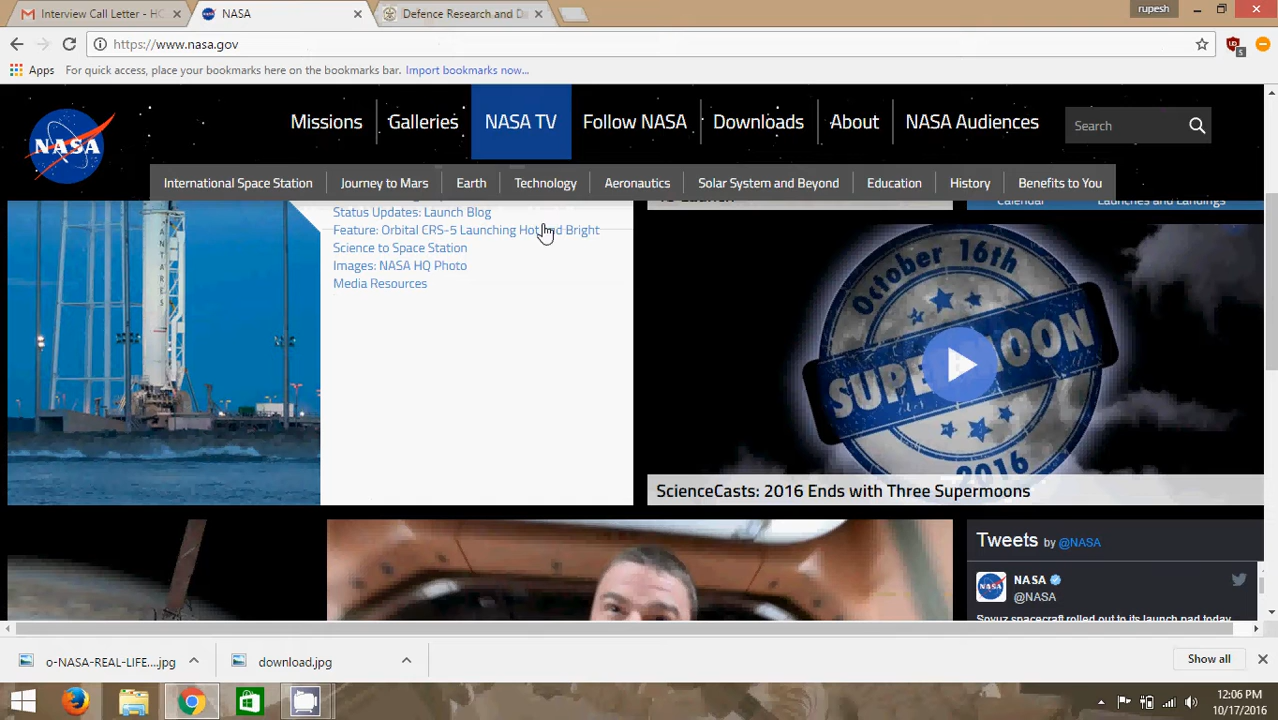 Interview Call Letter - HC
NASA
Defence Research and D
rupesh
https://www.nasa.gov
5
Apps
For quick access, place your bookmarks here on the bookmarks bar. Import bookmarks now...
NASA
Missions
Galleries
NASA TV
Follow NASA
Downloads
About
NASA Audiences
Search
International Space Station
Journey to Mars
Earth
Technology
Aeronautics
Solar System and Beyond
Education
History
Benefits to You
Status Updates: Launch Blog
Feature: Orbital CRS-5 Launching Hot and Bright
Science to Space Station
Images: NASA HQ Photo
Media Resources
Calendar
Launches and Landings
ANTARES
October 16th
SUPERMOON
2016
ScienceCasts: 2016 Ends with Three Supermoons
Tweets by @NASA
NASA
@NASA
Soyuz spacecraft rolled out to its launch pad today
o-NASA-REAL-LIFE....jpg
download.jpg
Show all
12:06 PM
10/17/2016